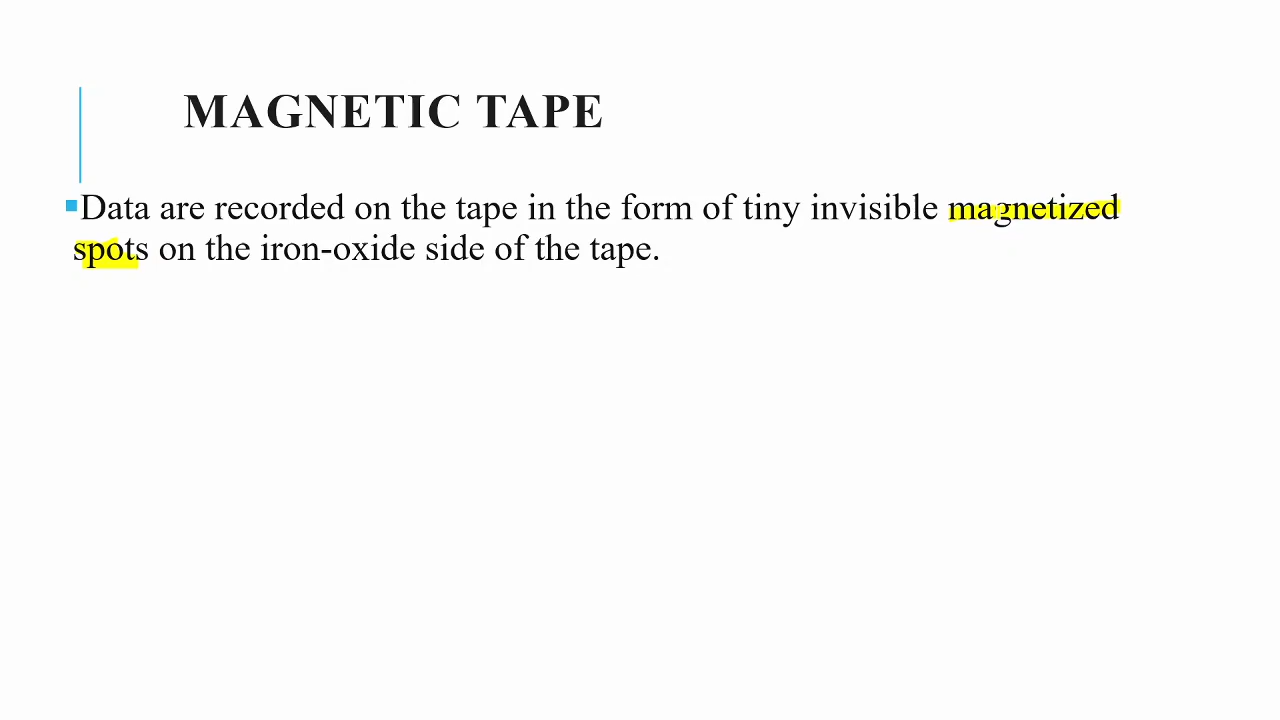 MAGNETIC TAPE
▪Data are recorded on the tape in the form of tiny invisible magnetized
spots on the iron-oxide side of the tape.